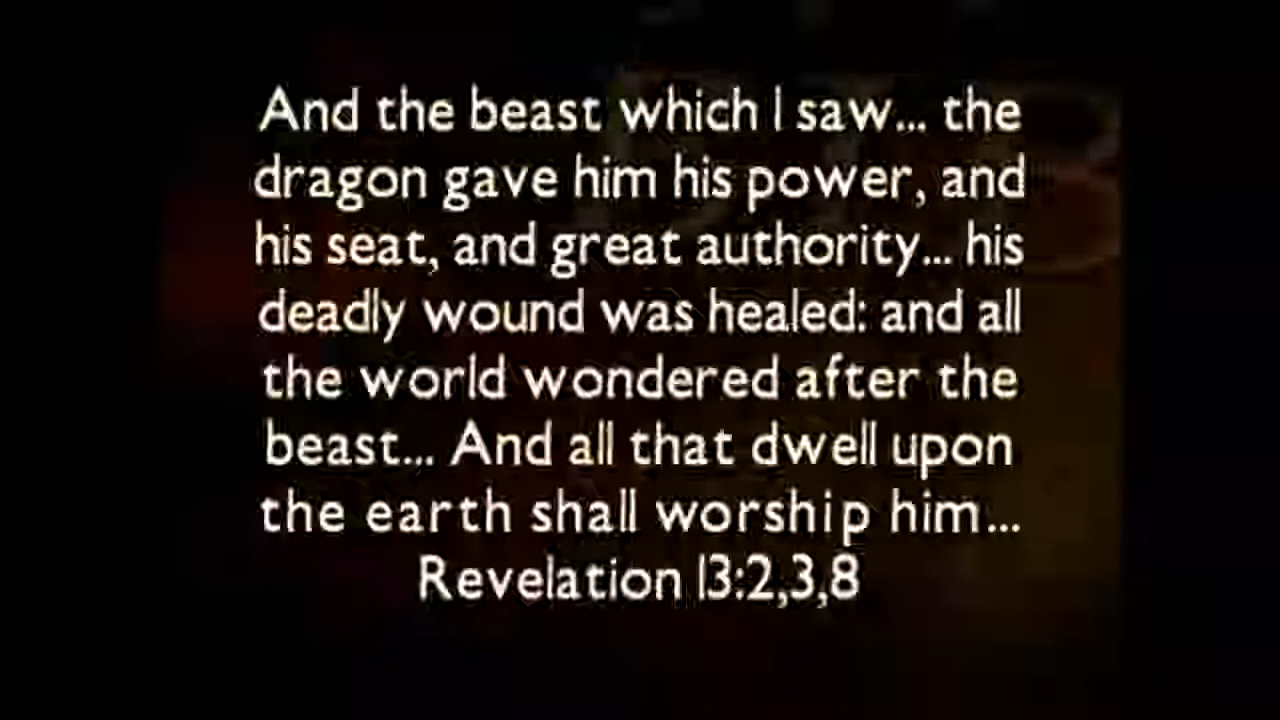 And the beast which I saw... the
dragon gave him his power, and
his seat, and great authority... his
deadly wound was healed: and all
the world wondered after the
beast... And all that dwell upon
the earth shall worship him...
Revelation 13:2,3,8